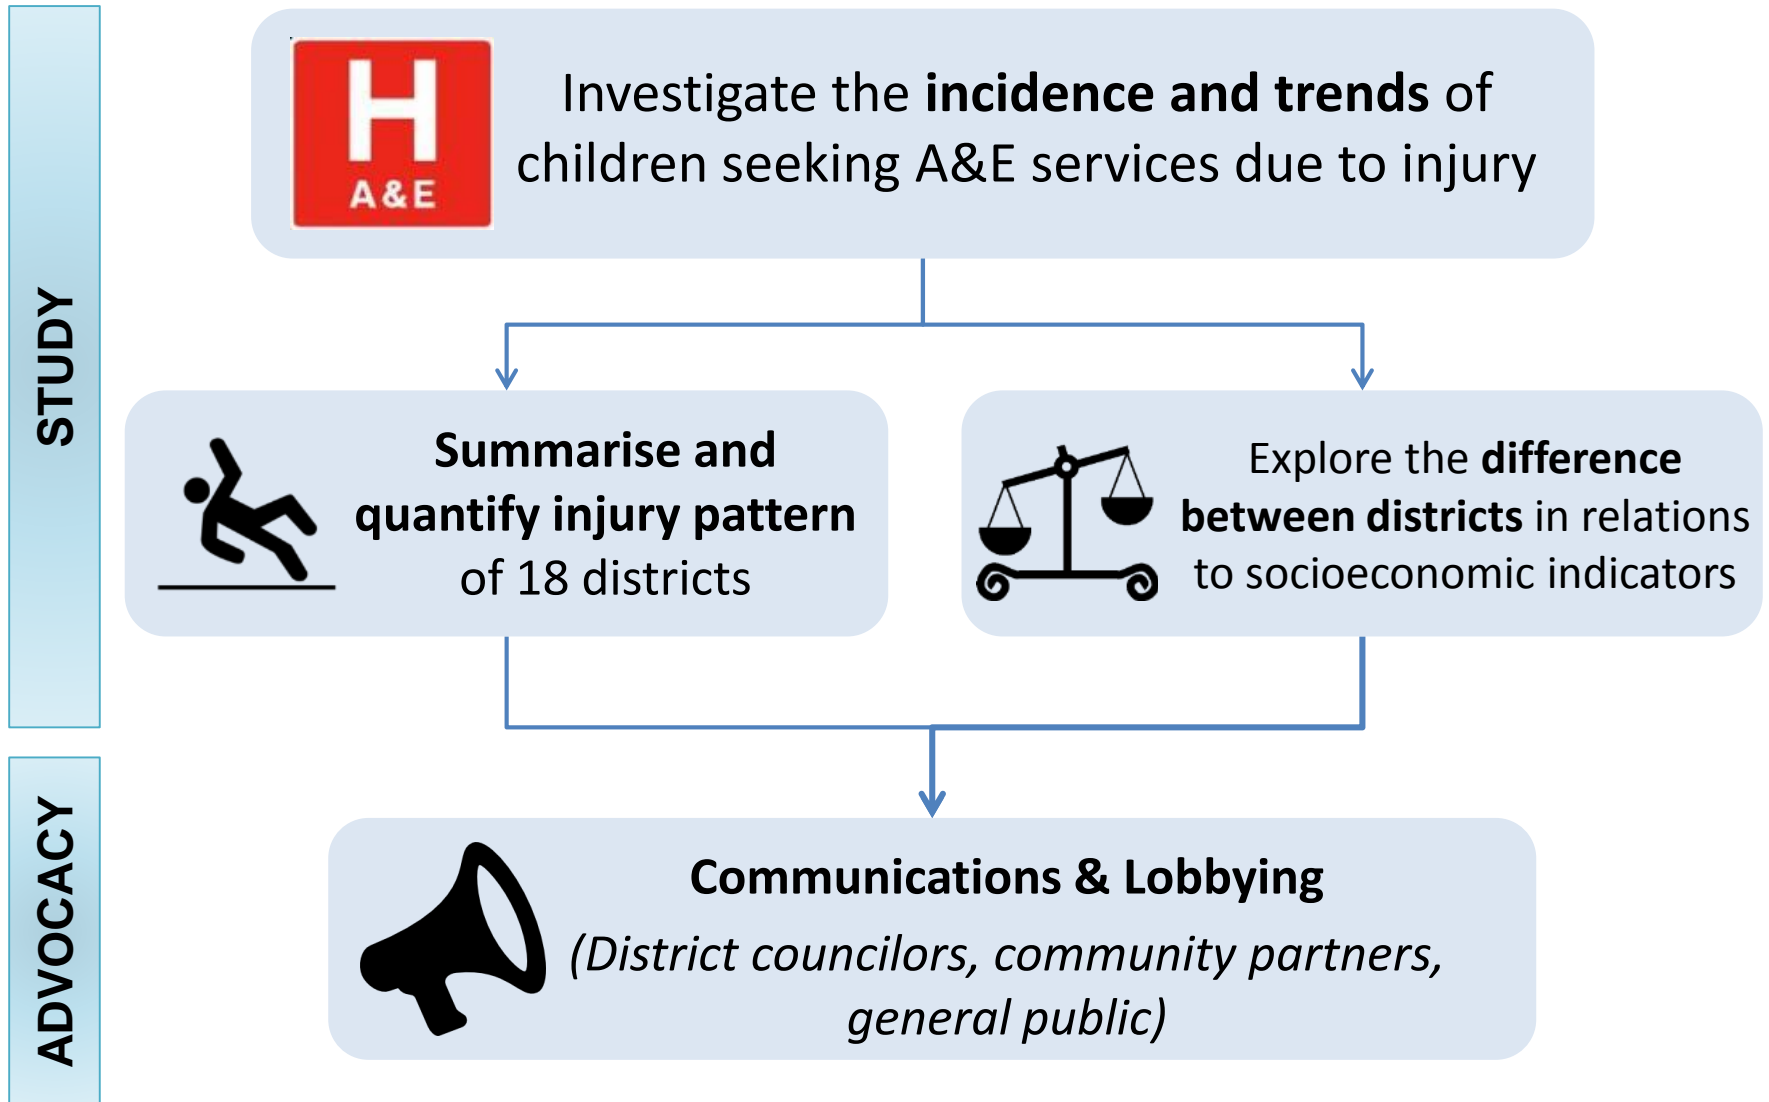 STUDY
H
A&E
Investigate the incidence and trends of
children seeking A&E services due to injury
Summarise and
quantify injury pattern
of 18 districts
Explore the difference
between districts in relations
to socioeconomic indicators
ADVOCACY
Communications & Lobbying
(District councilors, community partners,
general public)